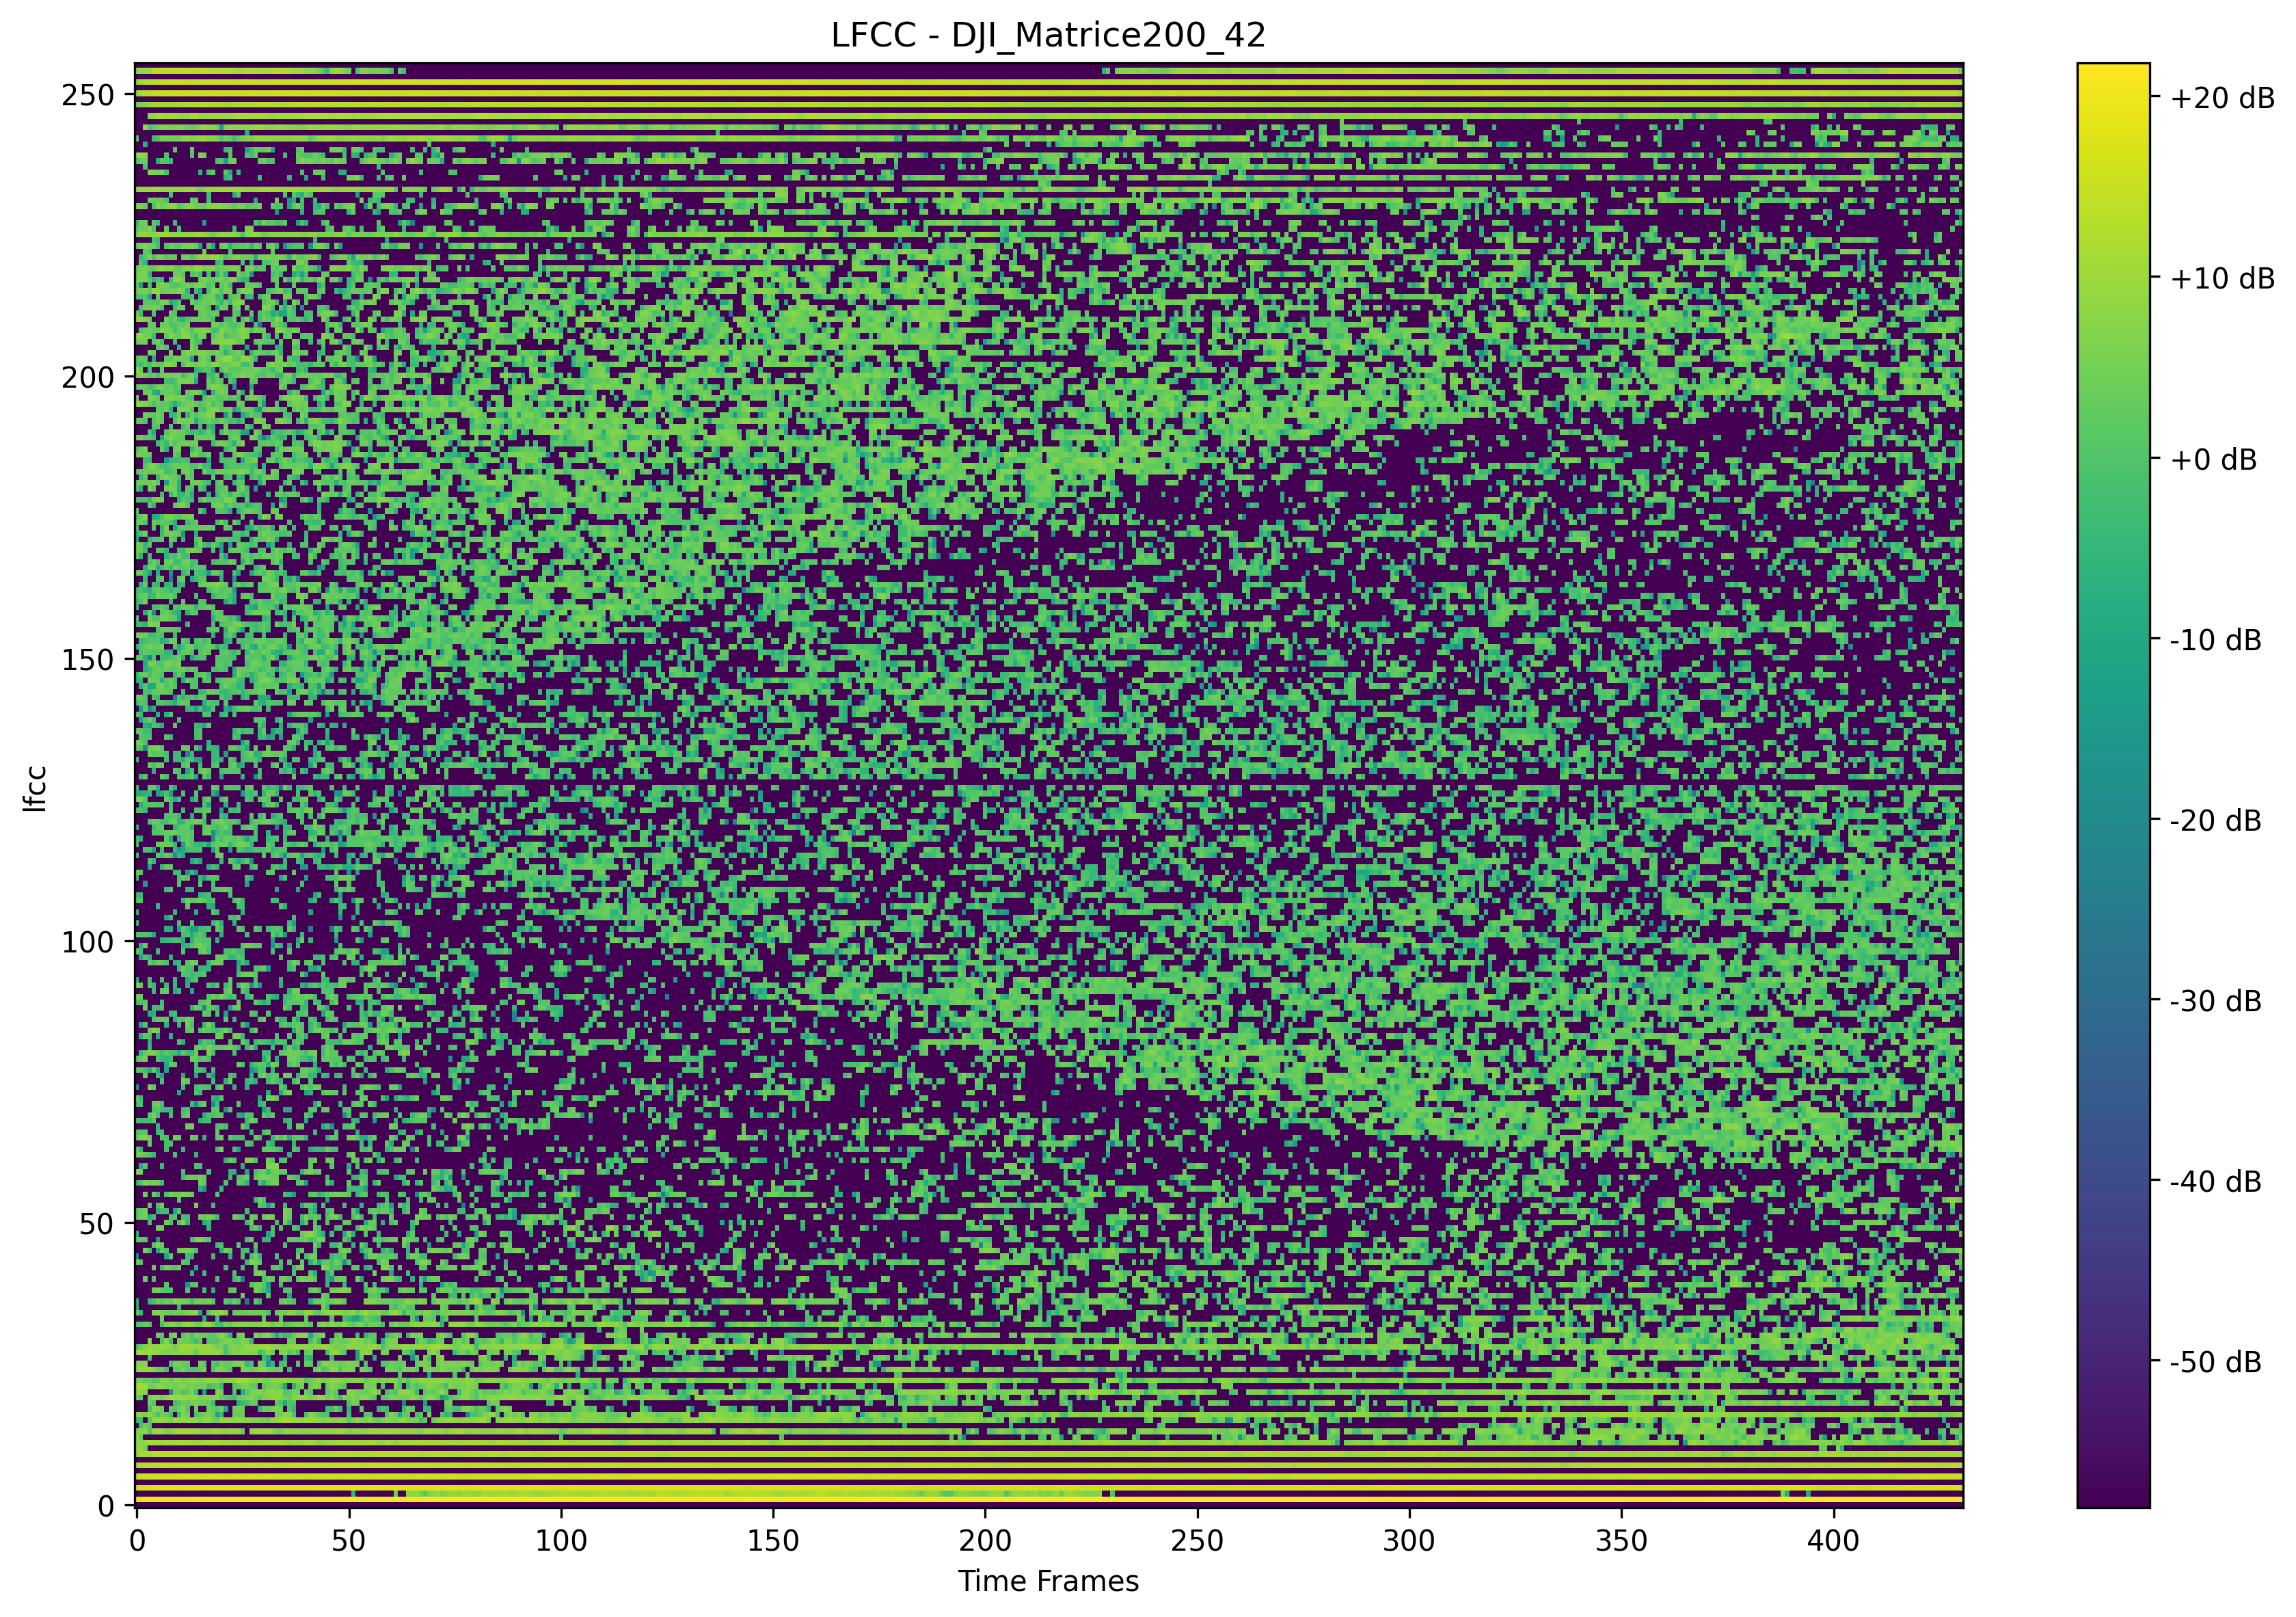 LFCC - DJI_Matrice200_42
lfcc
250
200
150
100
50
0
0 50 100 150 200 250 300 350 400
Time Frames
+20 dB
+10 dB
+0 dB
-10 dB
-20 dB
-30 dB
-40 dB
-50 dB